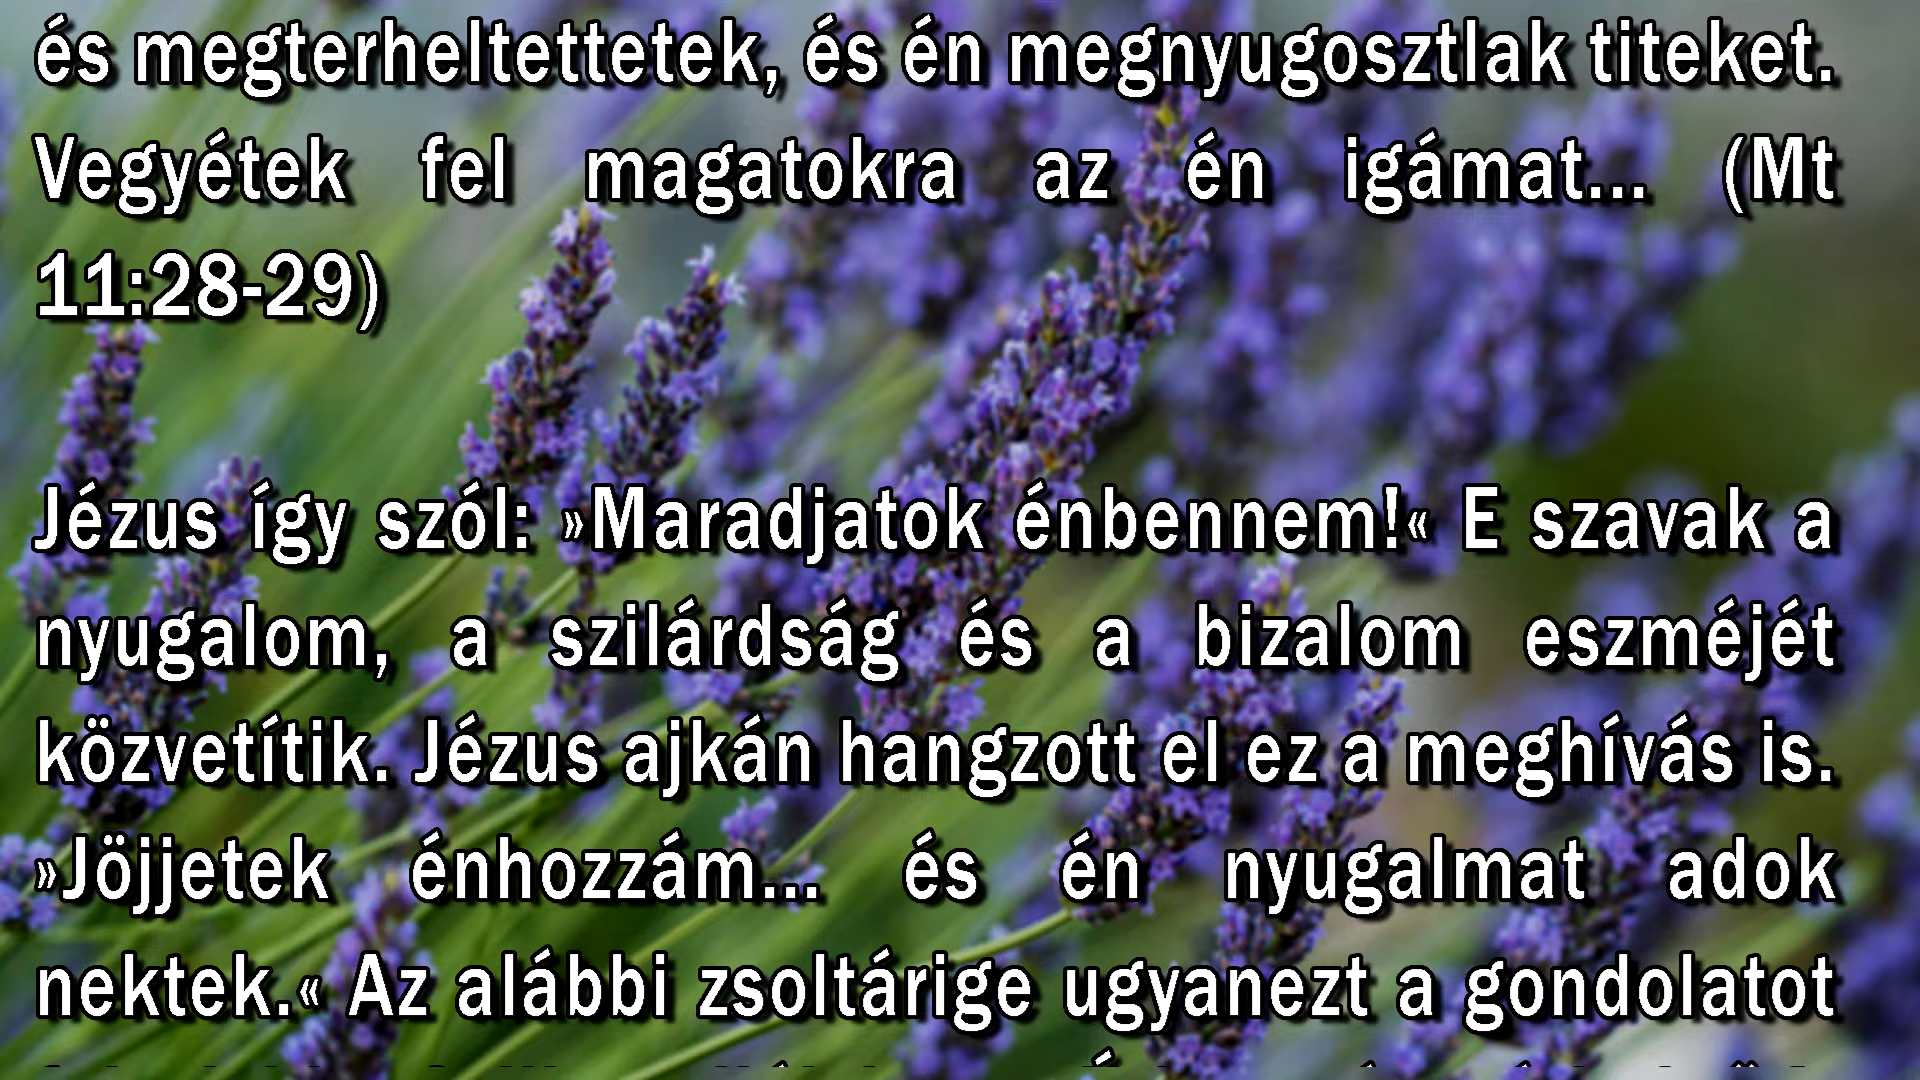 és megterheltettetek, és én megnyugosztlak titeket.
Vegyétek fel magatokra az én igámat... (Mt
11:28-29)
Jézus így szól: »Maradjatok énbennem!« E szavak a
nyugalom, a szilárdság és a bizalom eszméjét
közvetítik. Jézus ajkán hangzott el ez a meghívás is.
»Jöjjetek énhozzám... és én nyugalmat adok
nektek.« Az alábbi zsoltárige ugyanezt a gondolatot